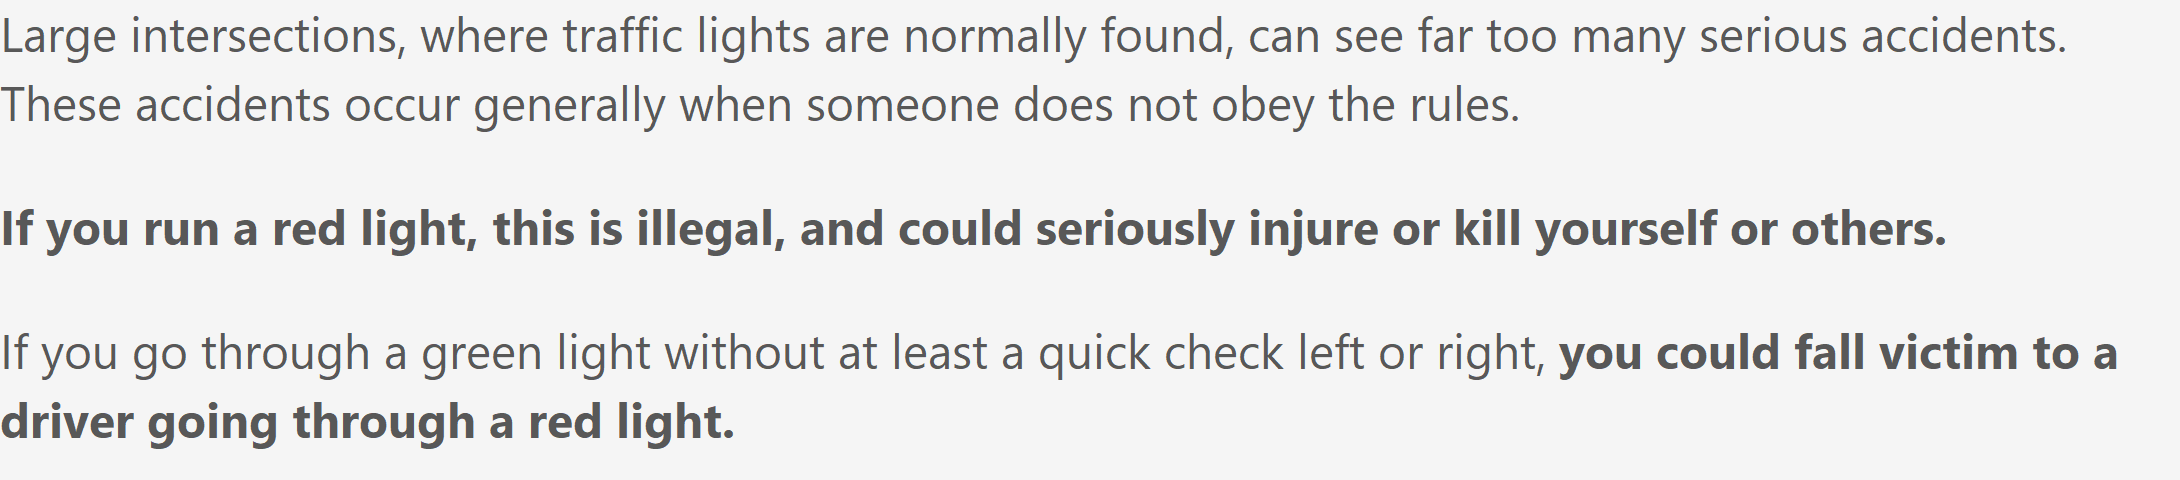 Large intersections, where traffic lights are normally found, can see far too many serious accidents.
These accidents occur generally when someone does not obey the rules.
If you run a red light, this is illegal, and could seriously injure or kill yourself or others.
If you go through a green light without at least a quick check left or right, you could fall victim to a
driver going through a red light.